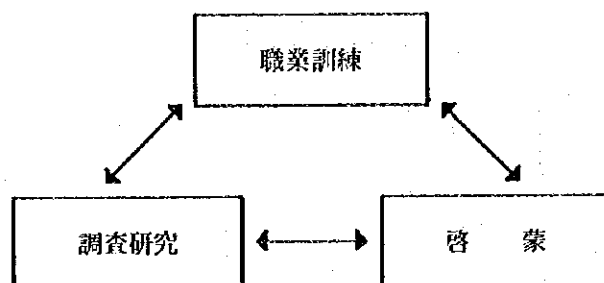 職業訓練
調査研究
啓　蒙